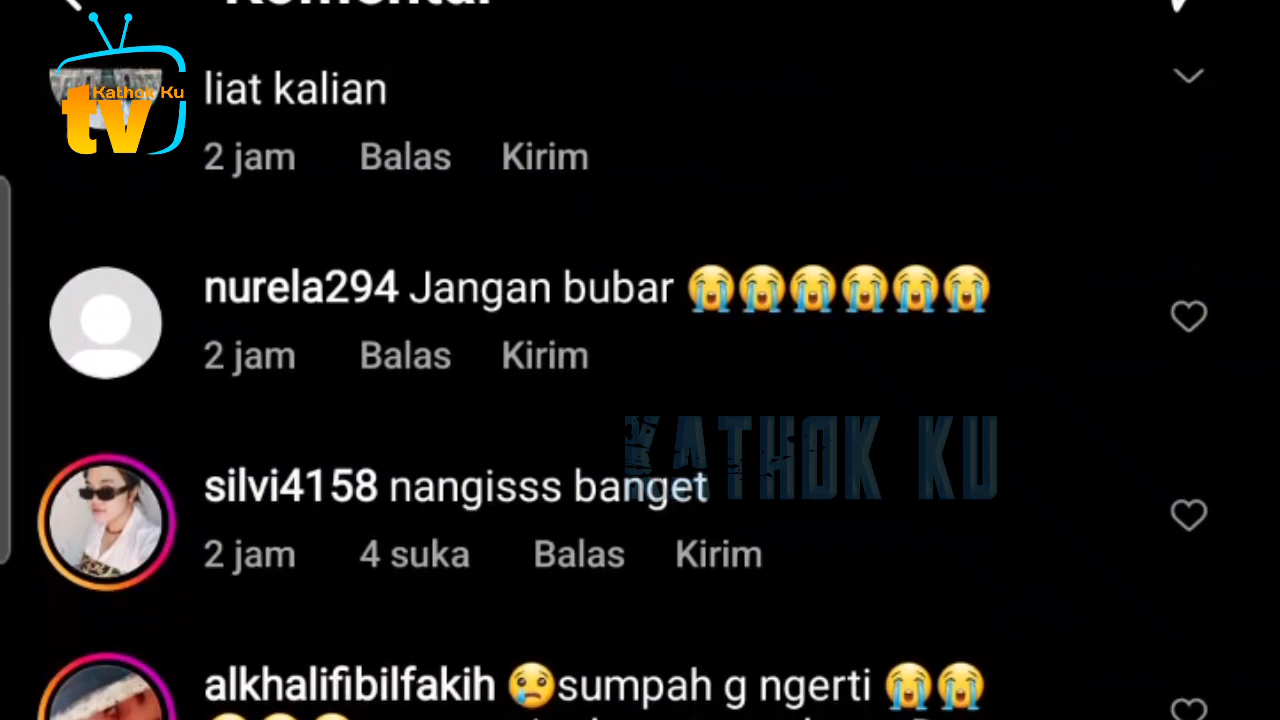 Komentar
liat kalian
Kathok Ku
tv
2 jam Balas Kirim
nurela294 Jangan bubar 😭😭😭😭😭😭
2 jam Balas Kirim
KATHOK KU
silvi4158 nangisss banget
2 jam 4 suka Balas Kirim
alkhalifibilfakih 😢sumpah g ngerti 😭😭